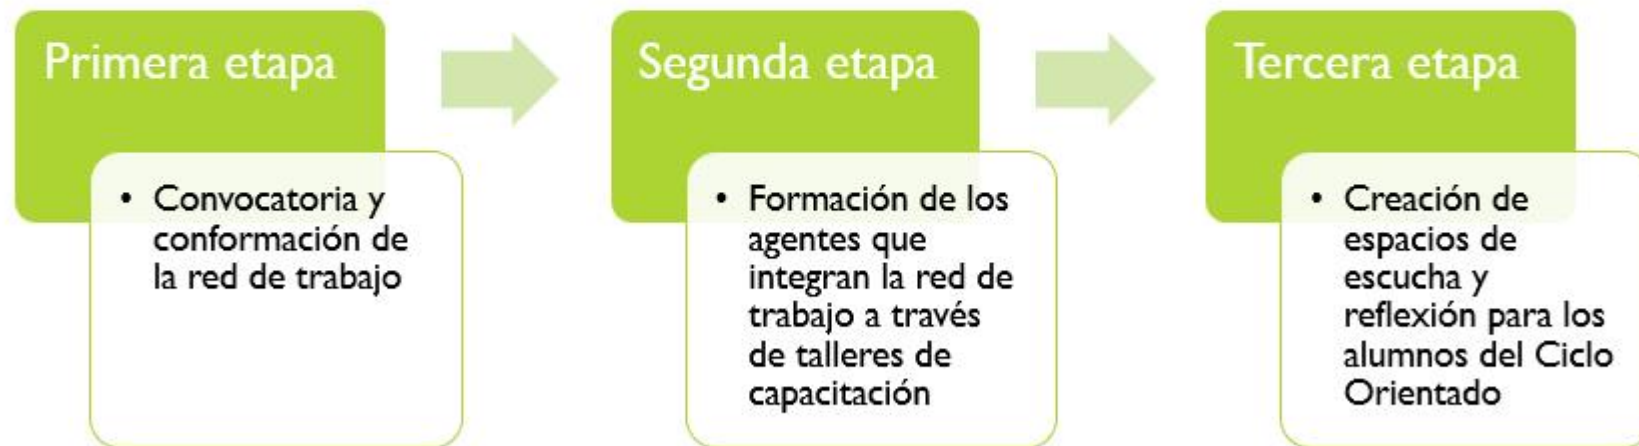 Primera etapa
• Convocatoria y
conformación de
la red de trabajo
Segunda etapa
• Formación de los
agentes que
integran la red de
trabajo a través
de talleres de
capacitación
Tercera etapa
• Creación de
espacios de
escucha y
reflexión para los
alumnos del Ciclo
Orientado